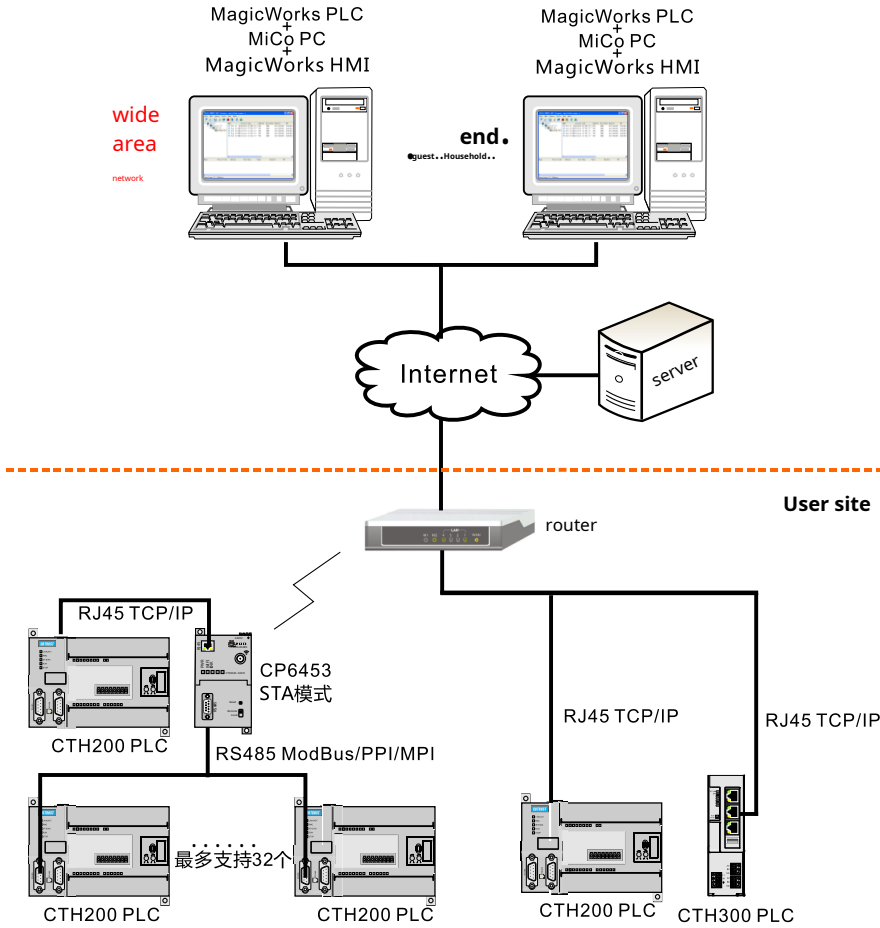 MagicWorks PLC
+
MiCo PC
+
MagicWorks HMI
MagicWorks PLC
+
MiCo PC
+
MagicWorks HMI
wide
area
network
end.
guest..Household..
Internet
server
User site
router
RJ45 TCP/IP
CP6453
STA模式
CTH200 PLC
RS485 ModBus/PPI/MPI
RJ45 TCP/IP
RJ45 TCP/IP
......
最多支持32个
CTH200 PLC
CTH200 PLC
CTH200 PLC
CTH300 PLC